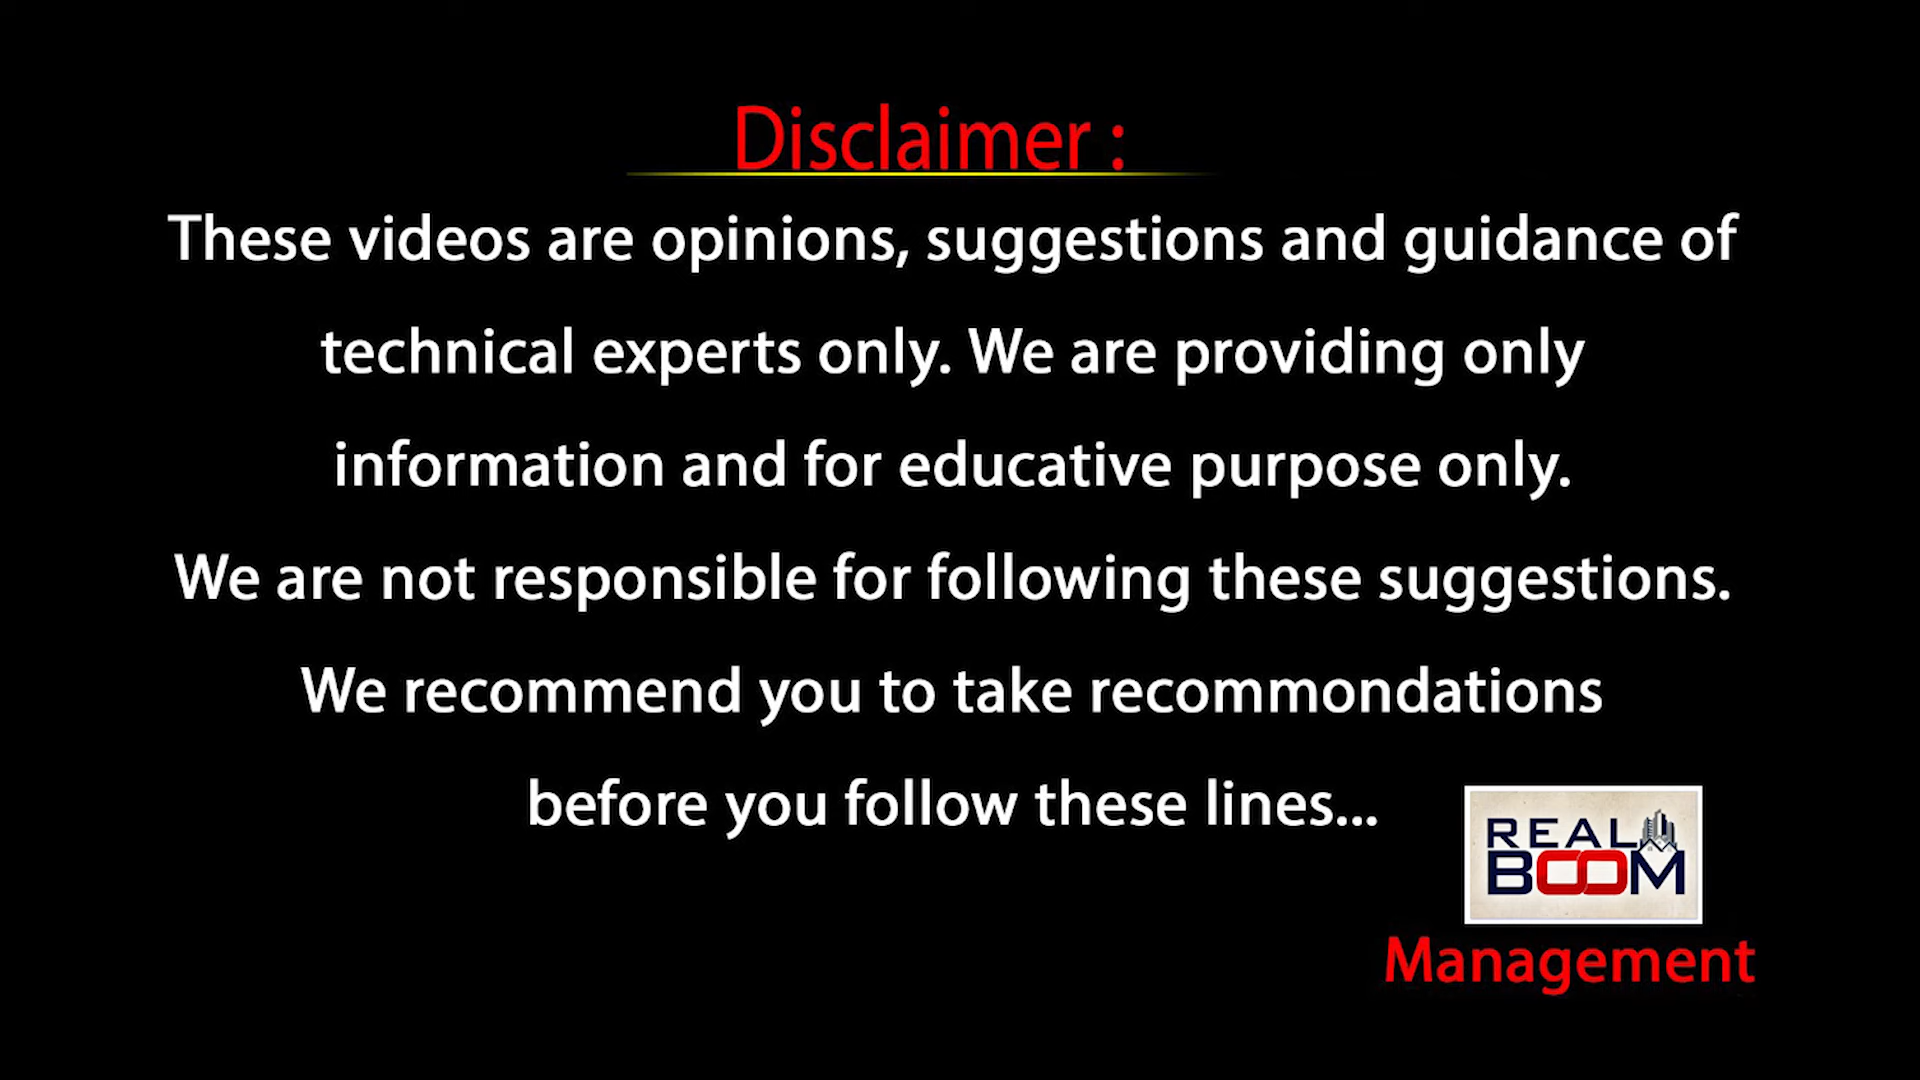 Disclaimer :
These videos are opinions, suggestions and guidance of
technical experts only. We are providing only
information and for educative purpose only.
We are not responsible for following these suggestions.
We recommend you to take recommondations
before you follow these lines...
REAL
BOOM
Management